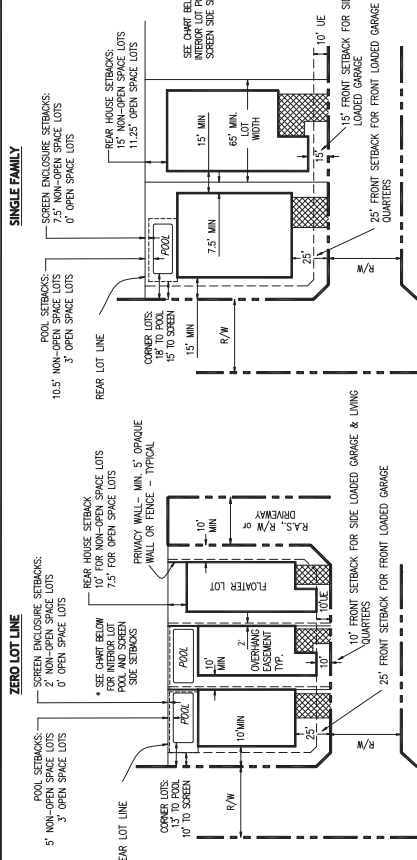 ZERO LOT LINE
POOL SETBACKS:
5' NON-OPEN SPACE LOTS
3' OPEN SPACE LOTS
SCREEN ENCLOSURE SETBACKS:
2' NON-OPEN SPACE LOTS
0' OPEN SPACE LOTS
REAR HOUSE SETBACK
10' FOR NON-OPEN SPACE LOTS
7.5' FOR OPEN SPACE LOTS
* SEE CHART BELOW
FOR INTERIOR LOT
POOL AND SCREEN
SIDE SETBACKS
PRIVACY WALL- MIN. 5' OPAQUE
WALL OR FENCE - TYPICAL
EAR LOT LINE
CORNER LOTS:
13' TO POOL
10' TO SCREEN
POOL
POOL
10'
MIN
10'MIN
2'
OVERHANG
EASEMENT
TYP.
FLOATER LOT
10'
MIN
R.A.S., R/W or
DRIVEWAY
R/W
25'
10'
10'UE
R/W
10' FRONT SETBACK FOR SIDE LOADED GARAGE & LIVING
QUARTERS
25' FRONT SETBACK FOR FRONT LOADED GARAGE
SINGLE FAMILY
POOL SETBACKS:
10.5' NON-OPEN SPACE LOTS
3' OPEN SPACE LOTS
SCREEN ENCLOSURE SETBACKS:
7.5' NON-OPEN SPACE LOTS
0' OPEN SPACE LOTS
REAR HOUSE SETBACKS:
15' NON-OPEN SPACE LOTS
11.25' OPEN SPACE LOTS
SEE CHART
INTERIOR LOT
SCREEN SIDE
REAR LOT LINE
CORNER LOTS:
18' TO POOL
15' TO SCREEN
POOL
15' MIN
7.5' MIN
15' MIN
65' MIN.
LOT
WIDTH
R/W
25'
15'
10' UE
R/W
15' FRONT SETBACK FOR
LOADED GARAGE
25' FRONT SETBACK FOR FRONT LOADED GARAGE
QUARTERS